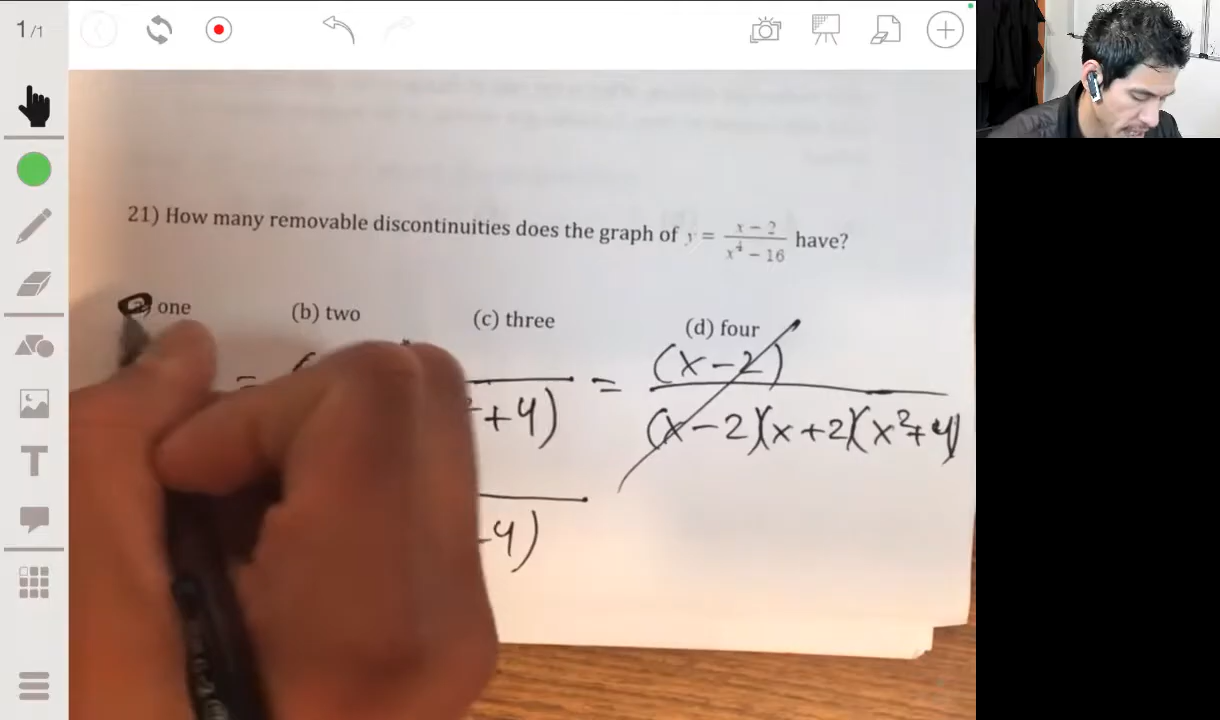 1/1
21) How many removable discontinuities does the graph of y = x − 2 / x⁴ − 16 have?
one (b) two (c) three (d) four
= +4) = (x−2) / (x−2)(x+2)(x²+4)
4)
T